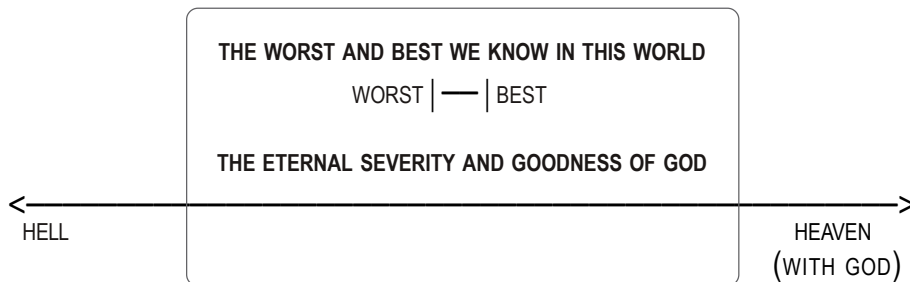 THE WORST AND BEST WE KNOW IN THIS WORLD
WORST |—| BEST
THE ETERNAL SEVERITY AND GOODNESS OF GOD
HELL
HEAVEN
(WITH GOD)